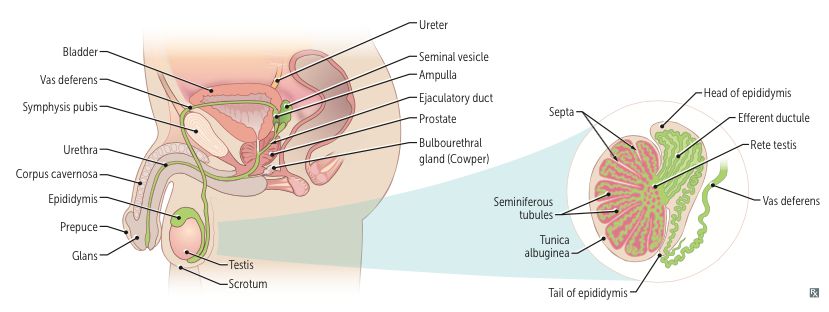 Ureter
Bladder
Seminal vesicle
Vas deferens
Ampulla
Symphysis pubis
Ejaculatory duct
Prostate
Urethra
Bulbourethral
gland (Cowper)
Corpus cavernosa
Epididymis
Prepuce
Glans
Testis
Scrotum
Head of epididymis
Septa
Efferent ductule
Rete testis
Seminiferous
tubules
Vas deferens
Tunica
albuginea
Tail of epididymis
Rx